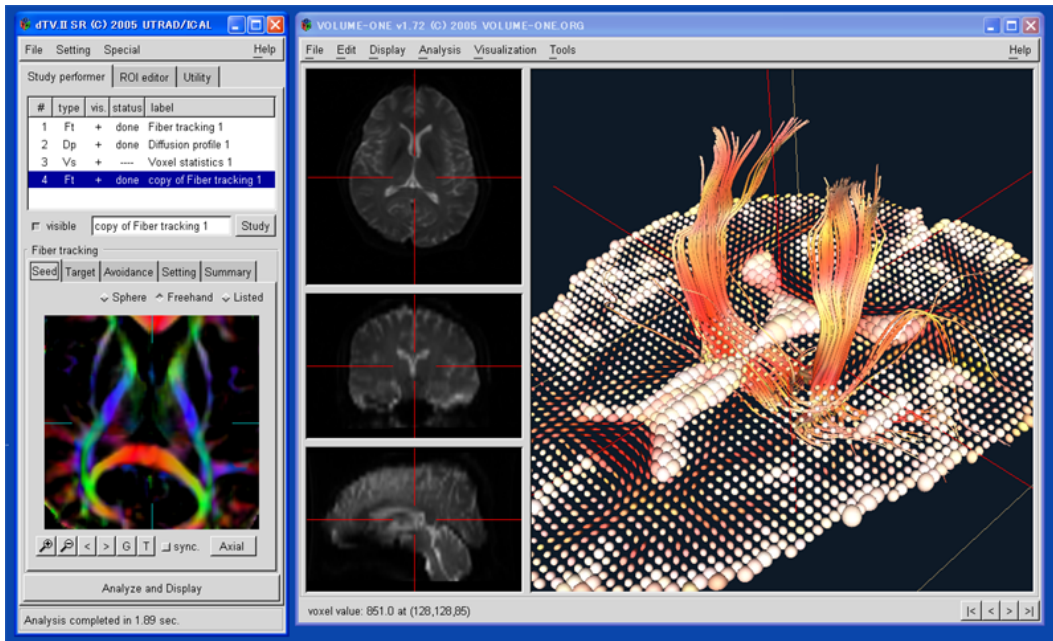 dTV.II SR (C) 2005 UTRAD/ICAL
File Setting Special Help
Study performer ROI editor Utility
# type vis. status label
1 Ft + done Fiber tracking 1
2 Dp + done Diffusion profile 1
3 Vs + ---- Voxel statistics 1
4 Ft + done copy of Fiber tracking 1
visible copy of Fiber tracking 1 Study
Fiber tracking
Seed Target Avoidance Setting Summary
Sphere Freehand Listed
< > G T sync. Axial
Analyze and Display
Analysis completed in 1.89 sec.
VOLUME-ONE v1.72 (C) 2005 VOLUME-ONE.ORG
File Edit Display Analysis Visualization Tools Help
voxel value: 851.0 at (128,128,85) |< < > >|